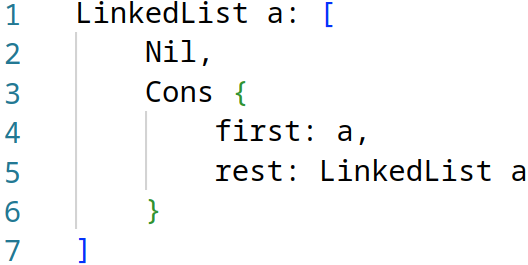 1 LinkedList a: [
2     Nil,
3     Cons {
4         first: a,
5         rest: LinkedList a
6     }
7 ]